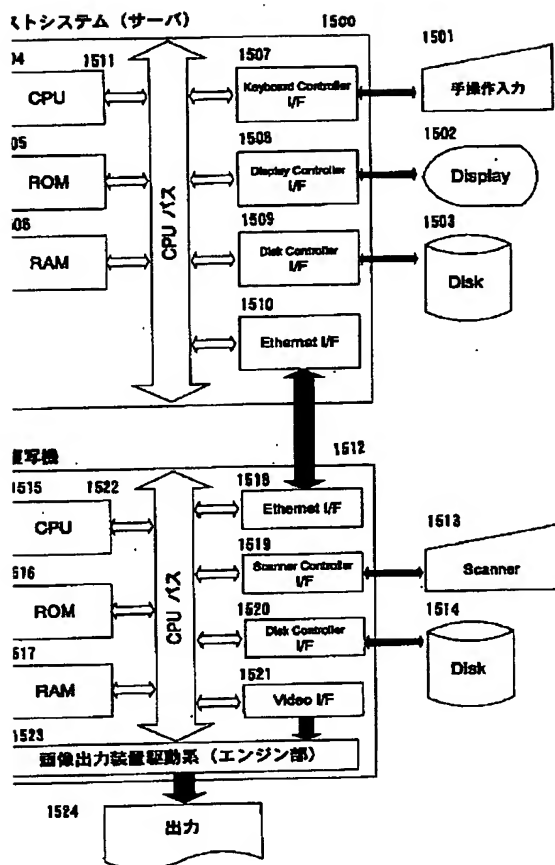 ストシステム（サーバ） 1500
04 1511 1507 1501
CPU Keyboard Controller I/F 手操作入力
05 1508 1502
ROM Display Controller I/F Display
006 1509 1503
RAM CPU バス Disk Controller I/F Disk
1510
Ethernet I/F
複写機 1512
1515 1522 1518
CPU Ethernet I/F 1513
1519
Scanner Controller I/F Scanner
1516
ROM 1520 1514
CPU バス Disk Controller I/F Disk
1517 1521
RAM Video I/F
1523
画像出力装置駆動系（エンジン部）
1524
出力